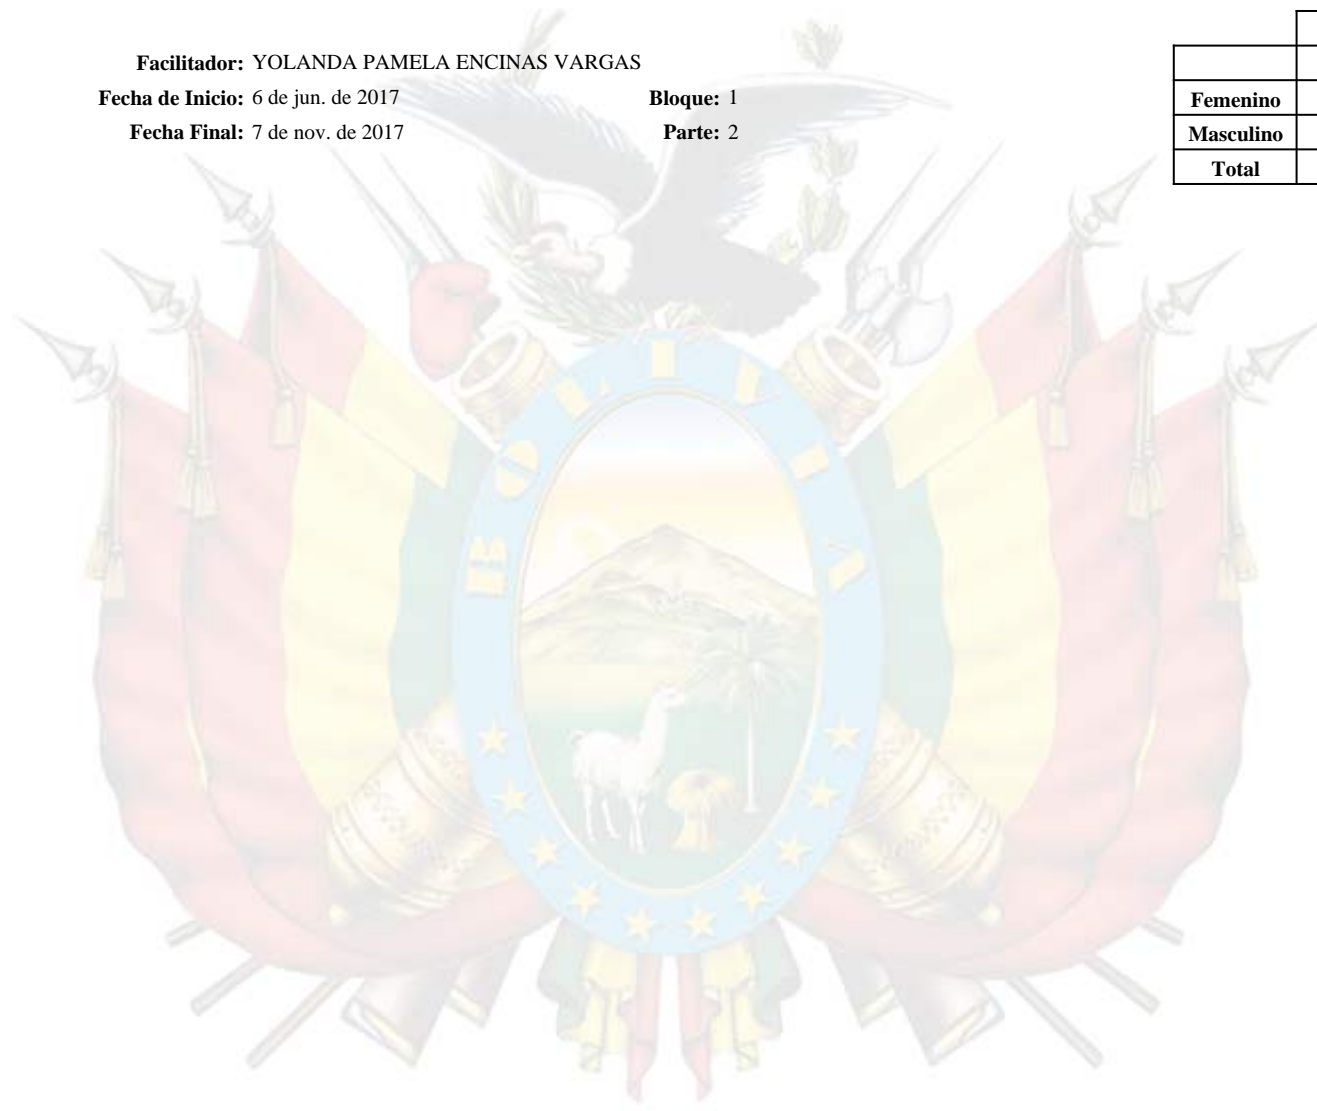 Facilitador: YOLANDA PAMELA ENCINAS VARGAS
Fecha de Inicio: 6 de jun. de 2017 Bloque: 1
Fecha Final: 7 de nov. de 2017 Parte: 2
Femenino
Masculino
Total
BOLIVIA